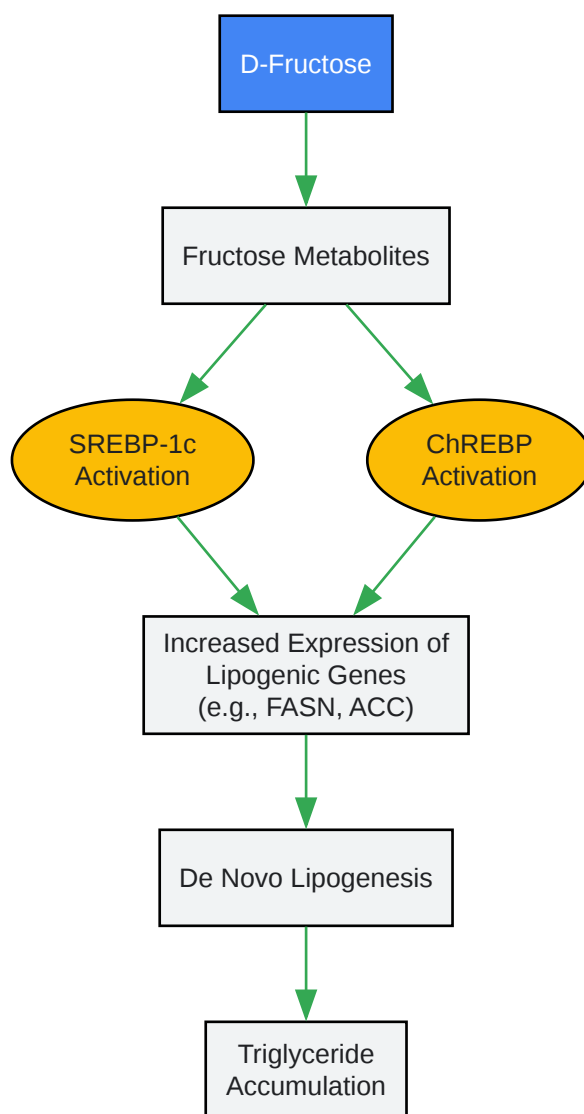 D-Fructose
Fructose Metabolites
SREBP-1c
Activation
ChREBP
Activation
Increased Expression of
Lipogenic Genes
(e.g., FASN, ACC)
De Novo Lipogenesis
Triglyceride
Accumulation